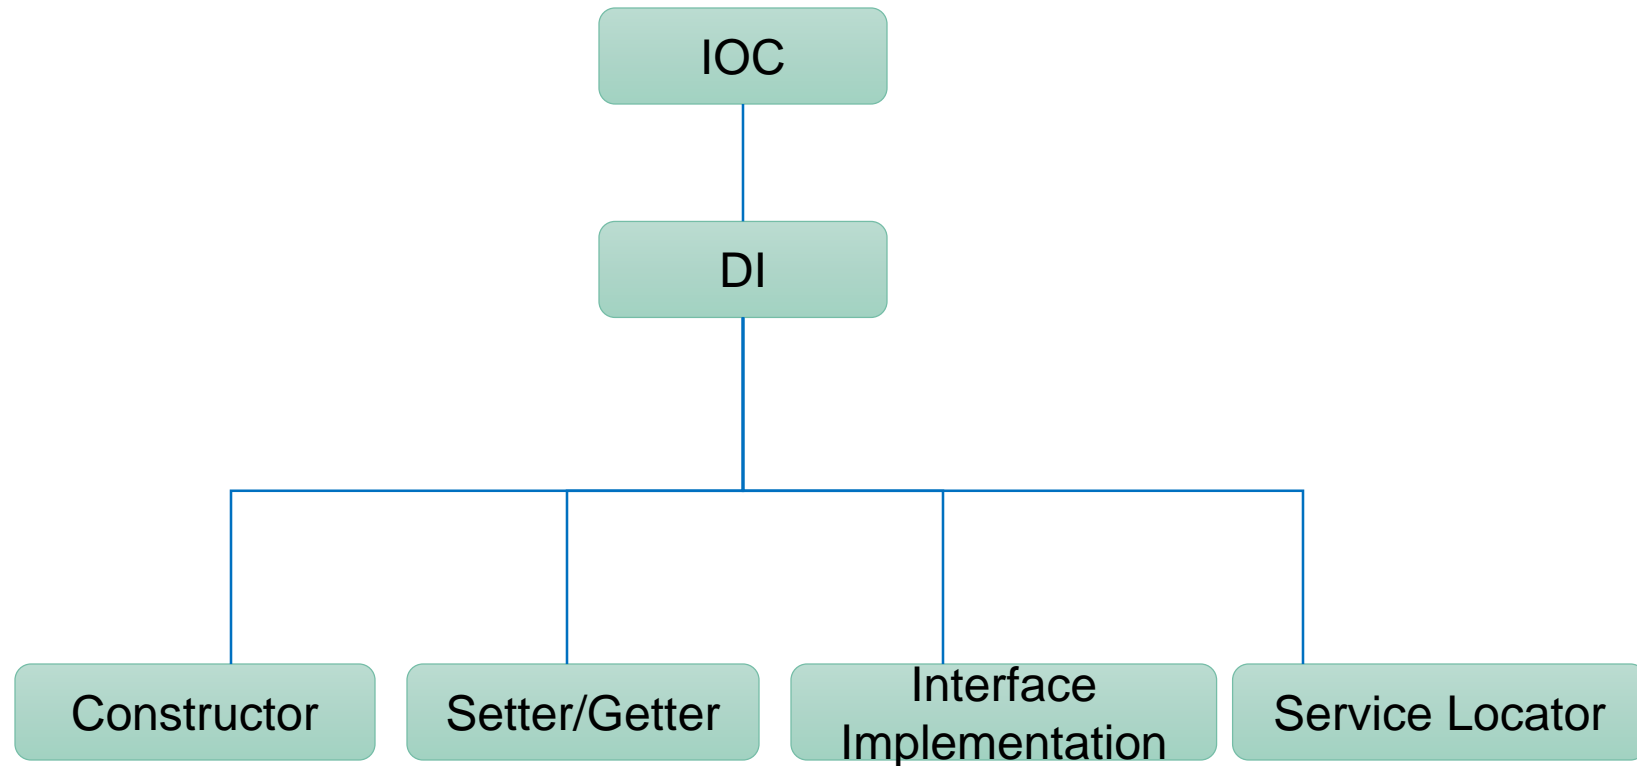 IOC
DI
Constructor
Setter/Getter
Interface
Implementation
Service Locator